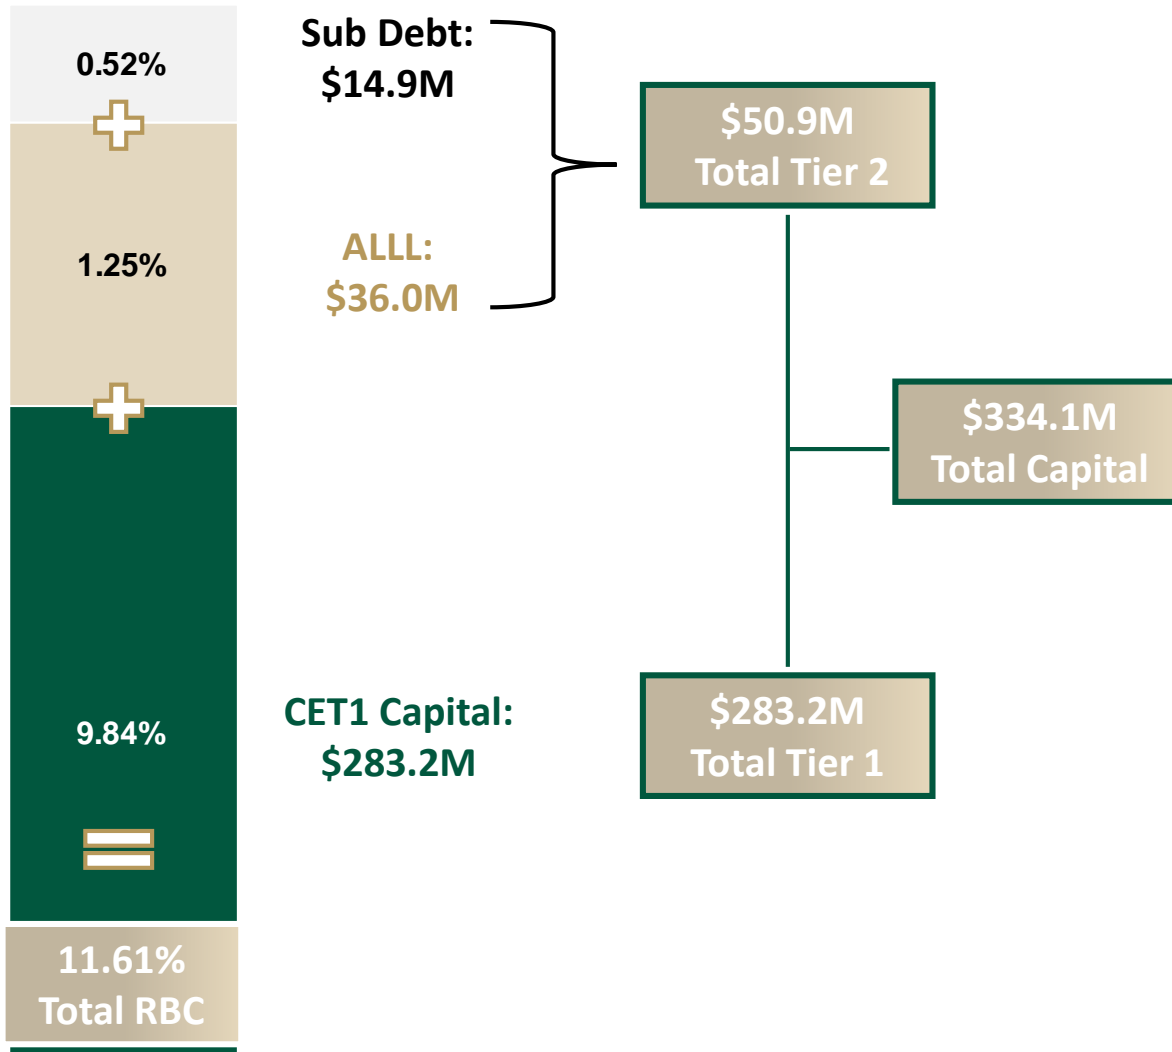 0.52%
Sub Debt:
$14.9M
$50.9M
Total Tier 2
1.25%
ALLL:
$36.0M
$334.1M
Total Capital
9.84%
CET1 Capital:
$283.2M
$283.2M
Total Tier 1
11.61%
Total RBC